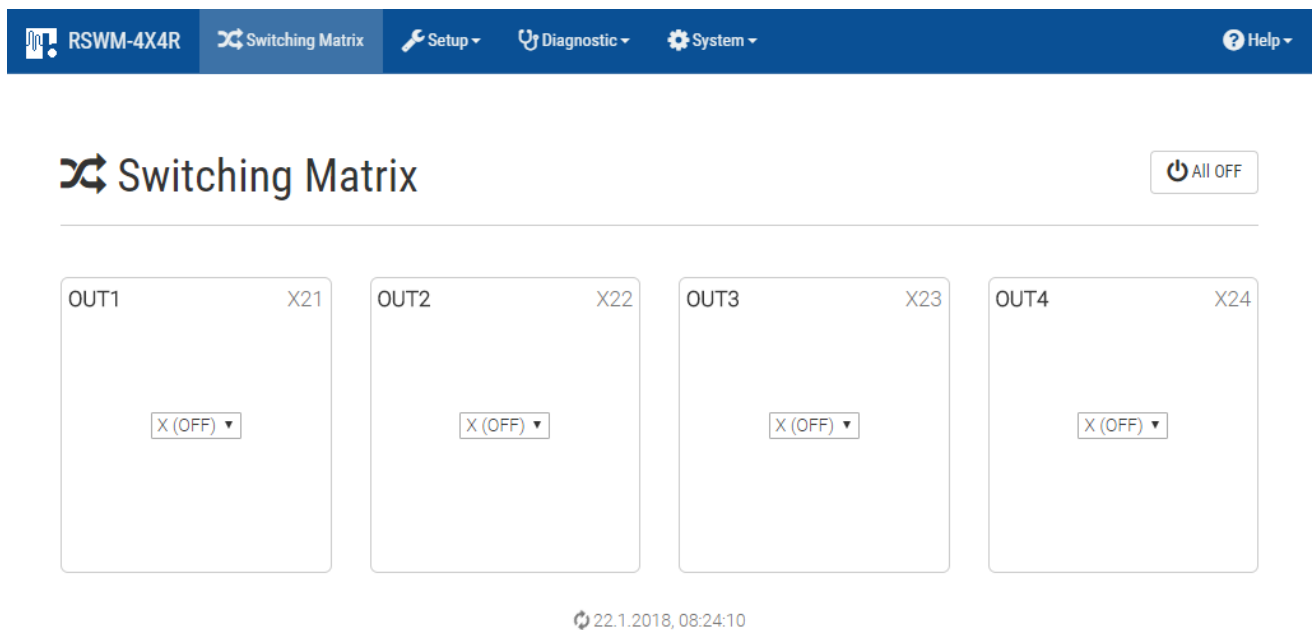 RSWM-4X4R Switching Matrix Setup Diagnostic System Help
Switching Matrix All OFF
OUT1 X21 OUT2 X22 OUT3 X23 OUT4 X24
X (OFF) X (OFF) X (OFF) X (OFF)
22.1.2018, 08:24:10